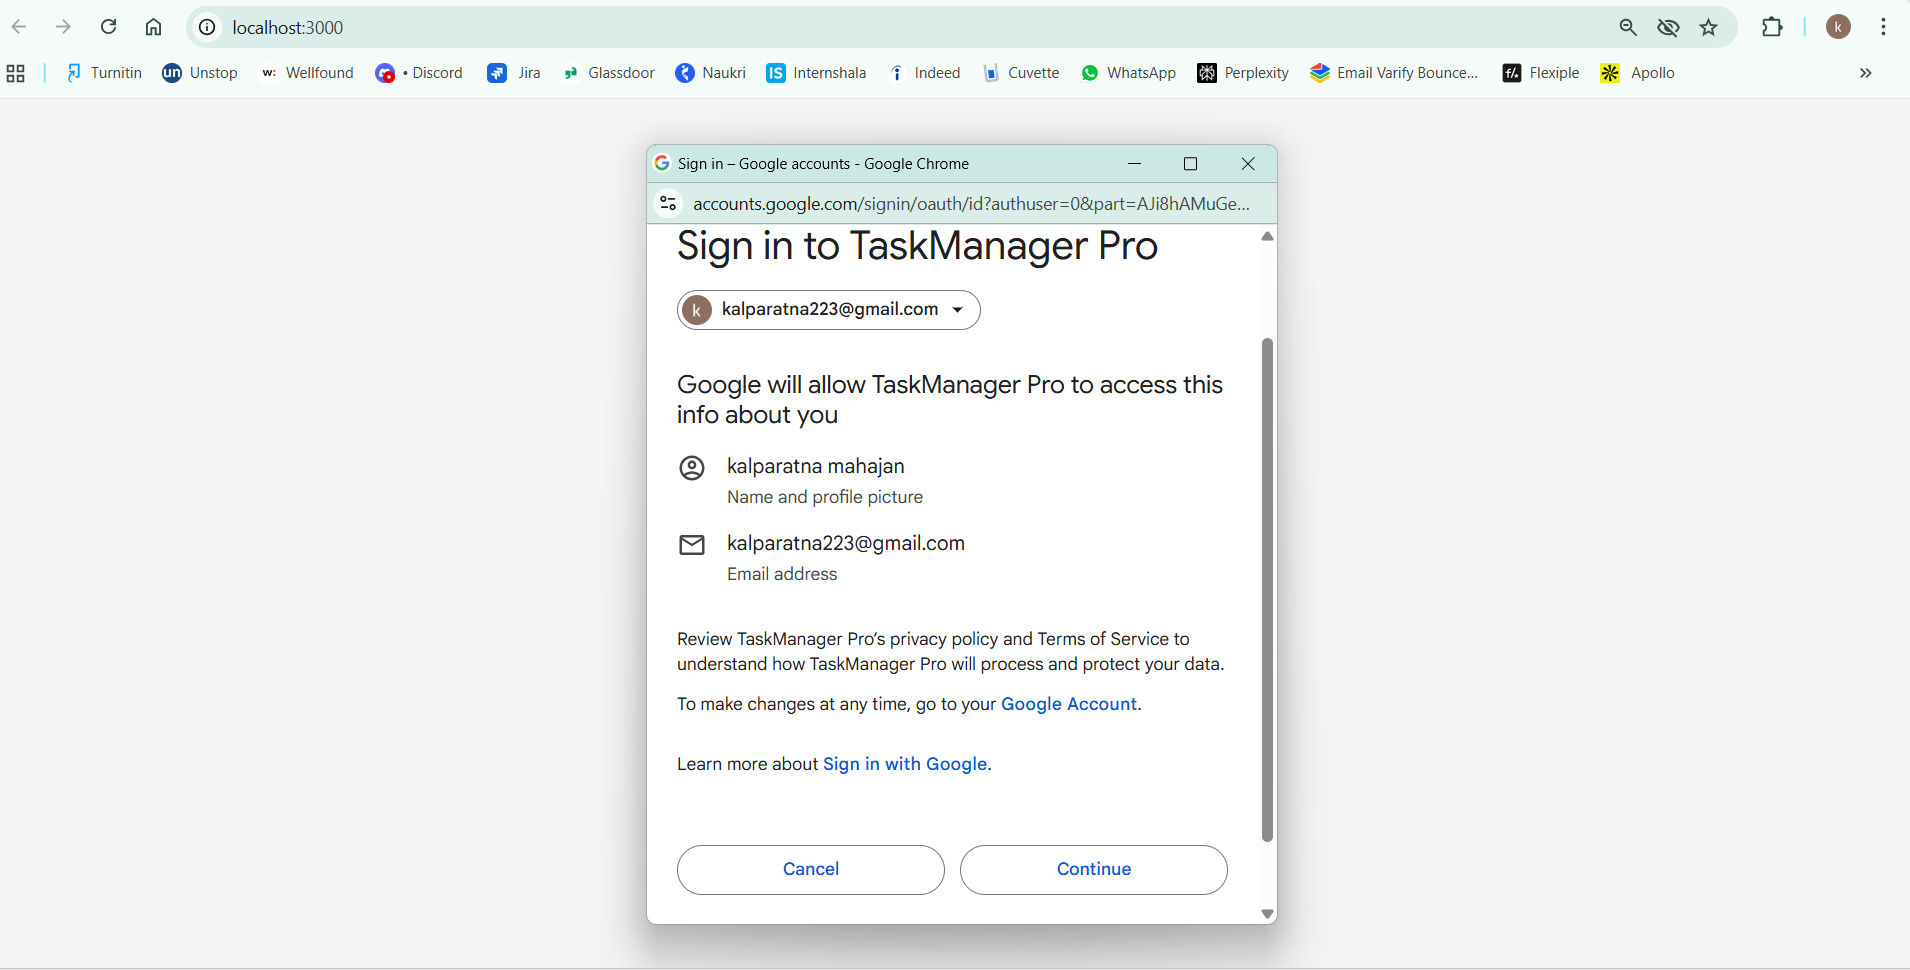 localhost:3000
k
Turnitin
un Unstop
w: Wellfound
• Discord
Jira
Glassdoor
Naukri
IS Internshala
Indeed
Cuvette
WhatsApp
Perplexity
Email Varify Bounce...
f/. Flexiple
Apollo
»
Sign in – Google accounts - Google Chrome
accounts.google.com/signin/oauth/id?authuser=0&part=AJi8hAMuGe...
Sign in to TaskManager Pro
k kalparatna223@gmail.com
Google will allow TaskManager Pro to access this
info about you
kalparatna mahajan
Name and profile picture
kalparatna223@gmail.com
Email address
Review TaskManager Pro’s privacy policy and Terms of Service to
understand how TaskManager Pro will process and protect your data.
To make changes at any time, go to your Google Account.
Learn more about Sign in with Google.
Cancel
Continue